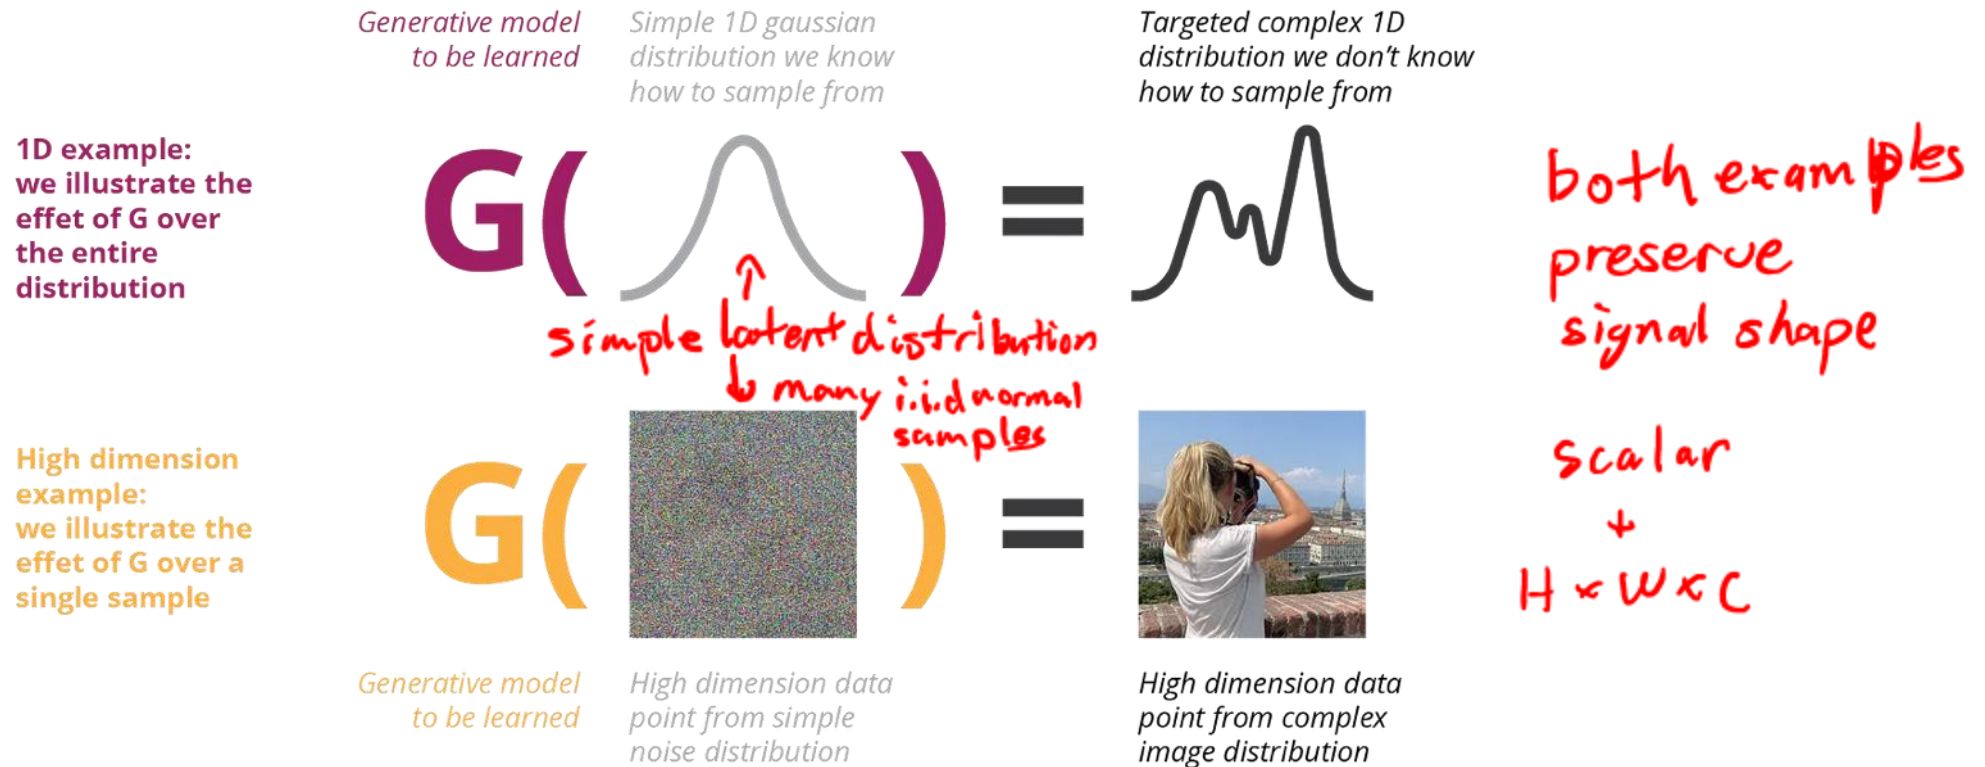 Generative model
to be learned
Simple 1D gaussian
distribution we know
how to sample from
Targeted complex 1D
distribution we don't know
how to sample from
1D example:
we illustrate the
effet of G over
the entire
distribution
G( ) =
simple latent distribution
many i.i.d normal
samples
both examples
preserve
signal shape
High dimension
example:
we illustrate the
effet of G over a
single sample
G( ) =
scalar
+
H x W x C
Generative model
to be learned
High dimension data
point from simple
noise distribution
High dimension data
point from complex
image distribution